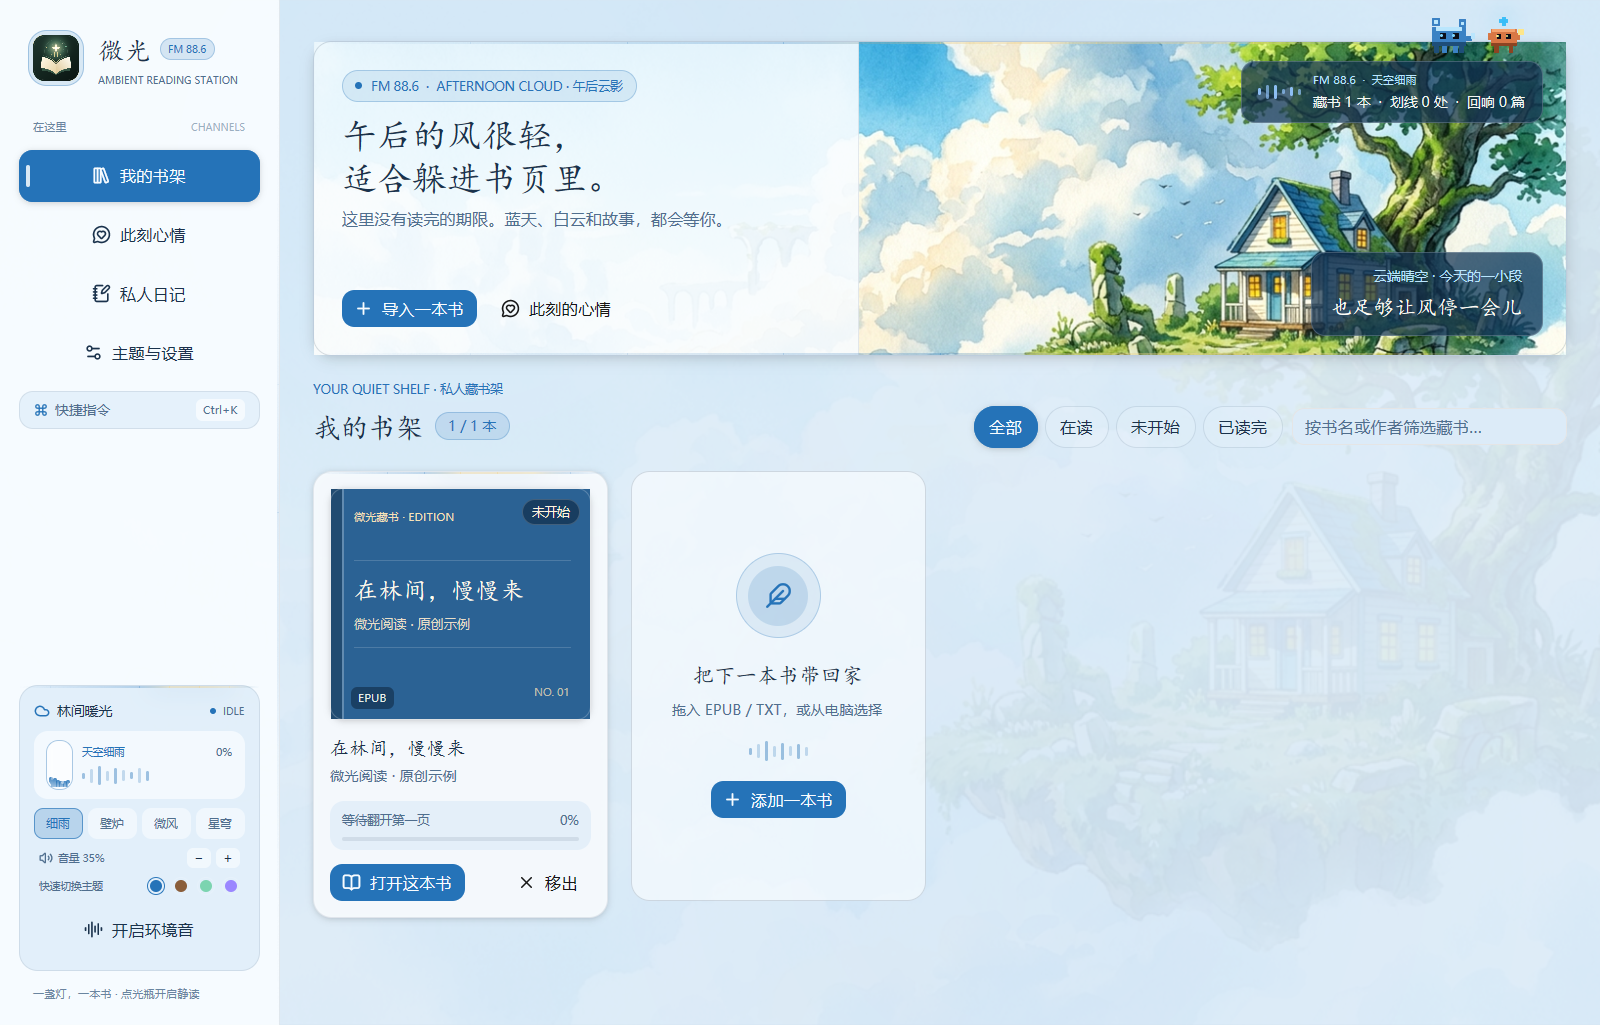 微光
FM 88.6
AMBIENT READING STATION
在这里
CHANNELS
我的书架
此刻心情
私人日记
主题与设置
快捷指令
Ctrl+K
林间暖光
IDLE
天空细雨
0%
细雨
壁炉
微风
星穹
音量 35%
−
+
快速切换主题
开启环境音
一盏灯，一本书 · 点光瓶开启静读
FM 88.6 · AFTERNOON CLOUD · 午后云影
午后的风很轻，
适合躲进书页里。
这里没有读完的期限。蓝天、白云和故事，都会等你。
导入一本书
此刻的心情
FM 88.6 · 天空细雨
藏书 1 本 · 划线 0 处 · 回响 0 篇
云端晴空 · 今天的一小段
也足够让风停一会儿
YOUR QUIET SHELF · 私人藏书架
我的书架
1 / 1 本
全部
在读
未开始
已读完
按书名或作者筛选藏书...
微光藏书 · EDITION
未开始
在林间，慢慢来
微光阅读 · 原创示例
EPUB
NO. 01
在林间，慢慢来
微光阅读 · 原创示例
等待翻开第一页
0%
打开这本书
移出
把下一本书带回家
拖入 EPUB / TXT，或从电脑选择
添加一本书